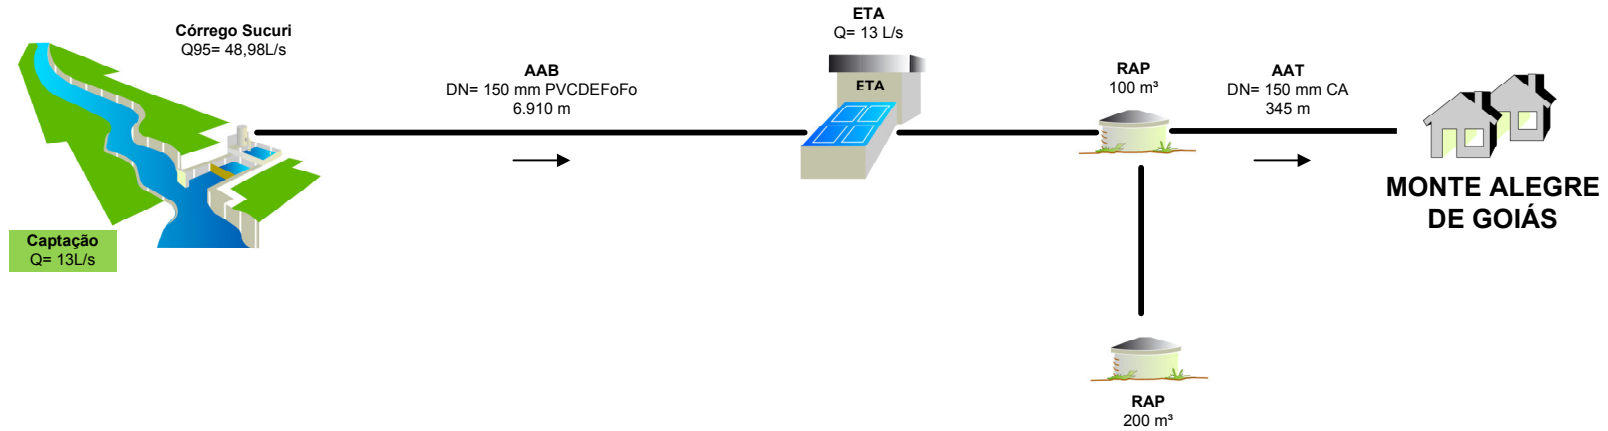 Córrego Sucuri
Q95= 48,98L/s
Captação
Q= 13L/s
AAB
DN= 150 mm PVCDEFoFo
6.910 m
ETA
Q= 13 L/s
ETA
RAP
100 m³
AAT
DN= 150 mm CA
345 m
MONTE ALEGRE
DE GOIÁS
RAP
200 m³